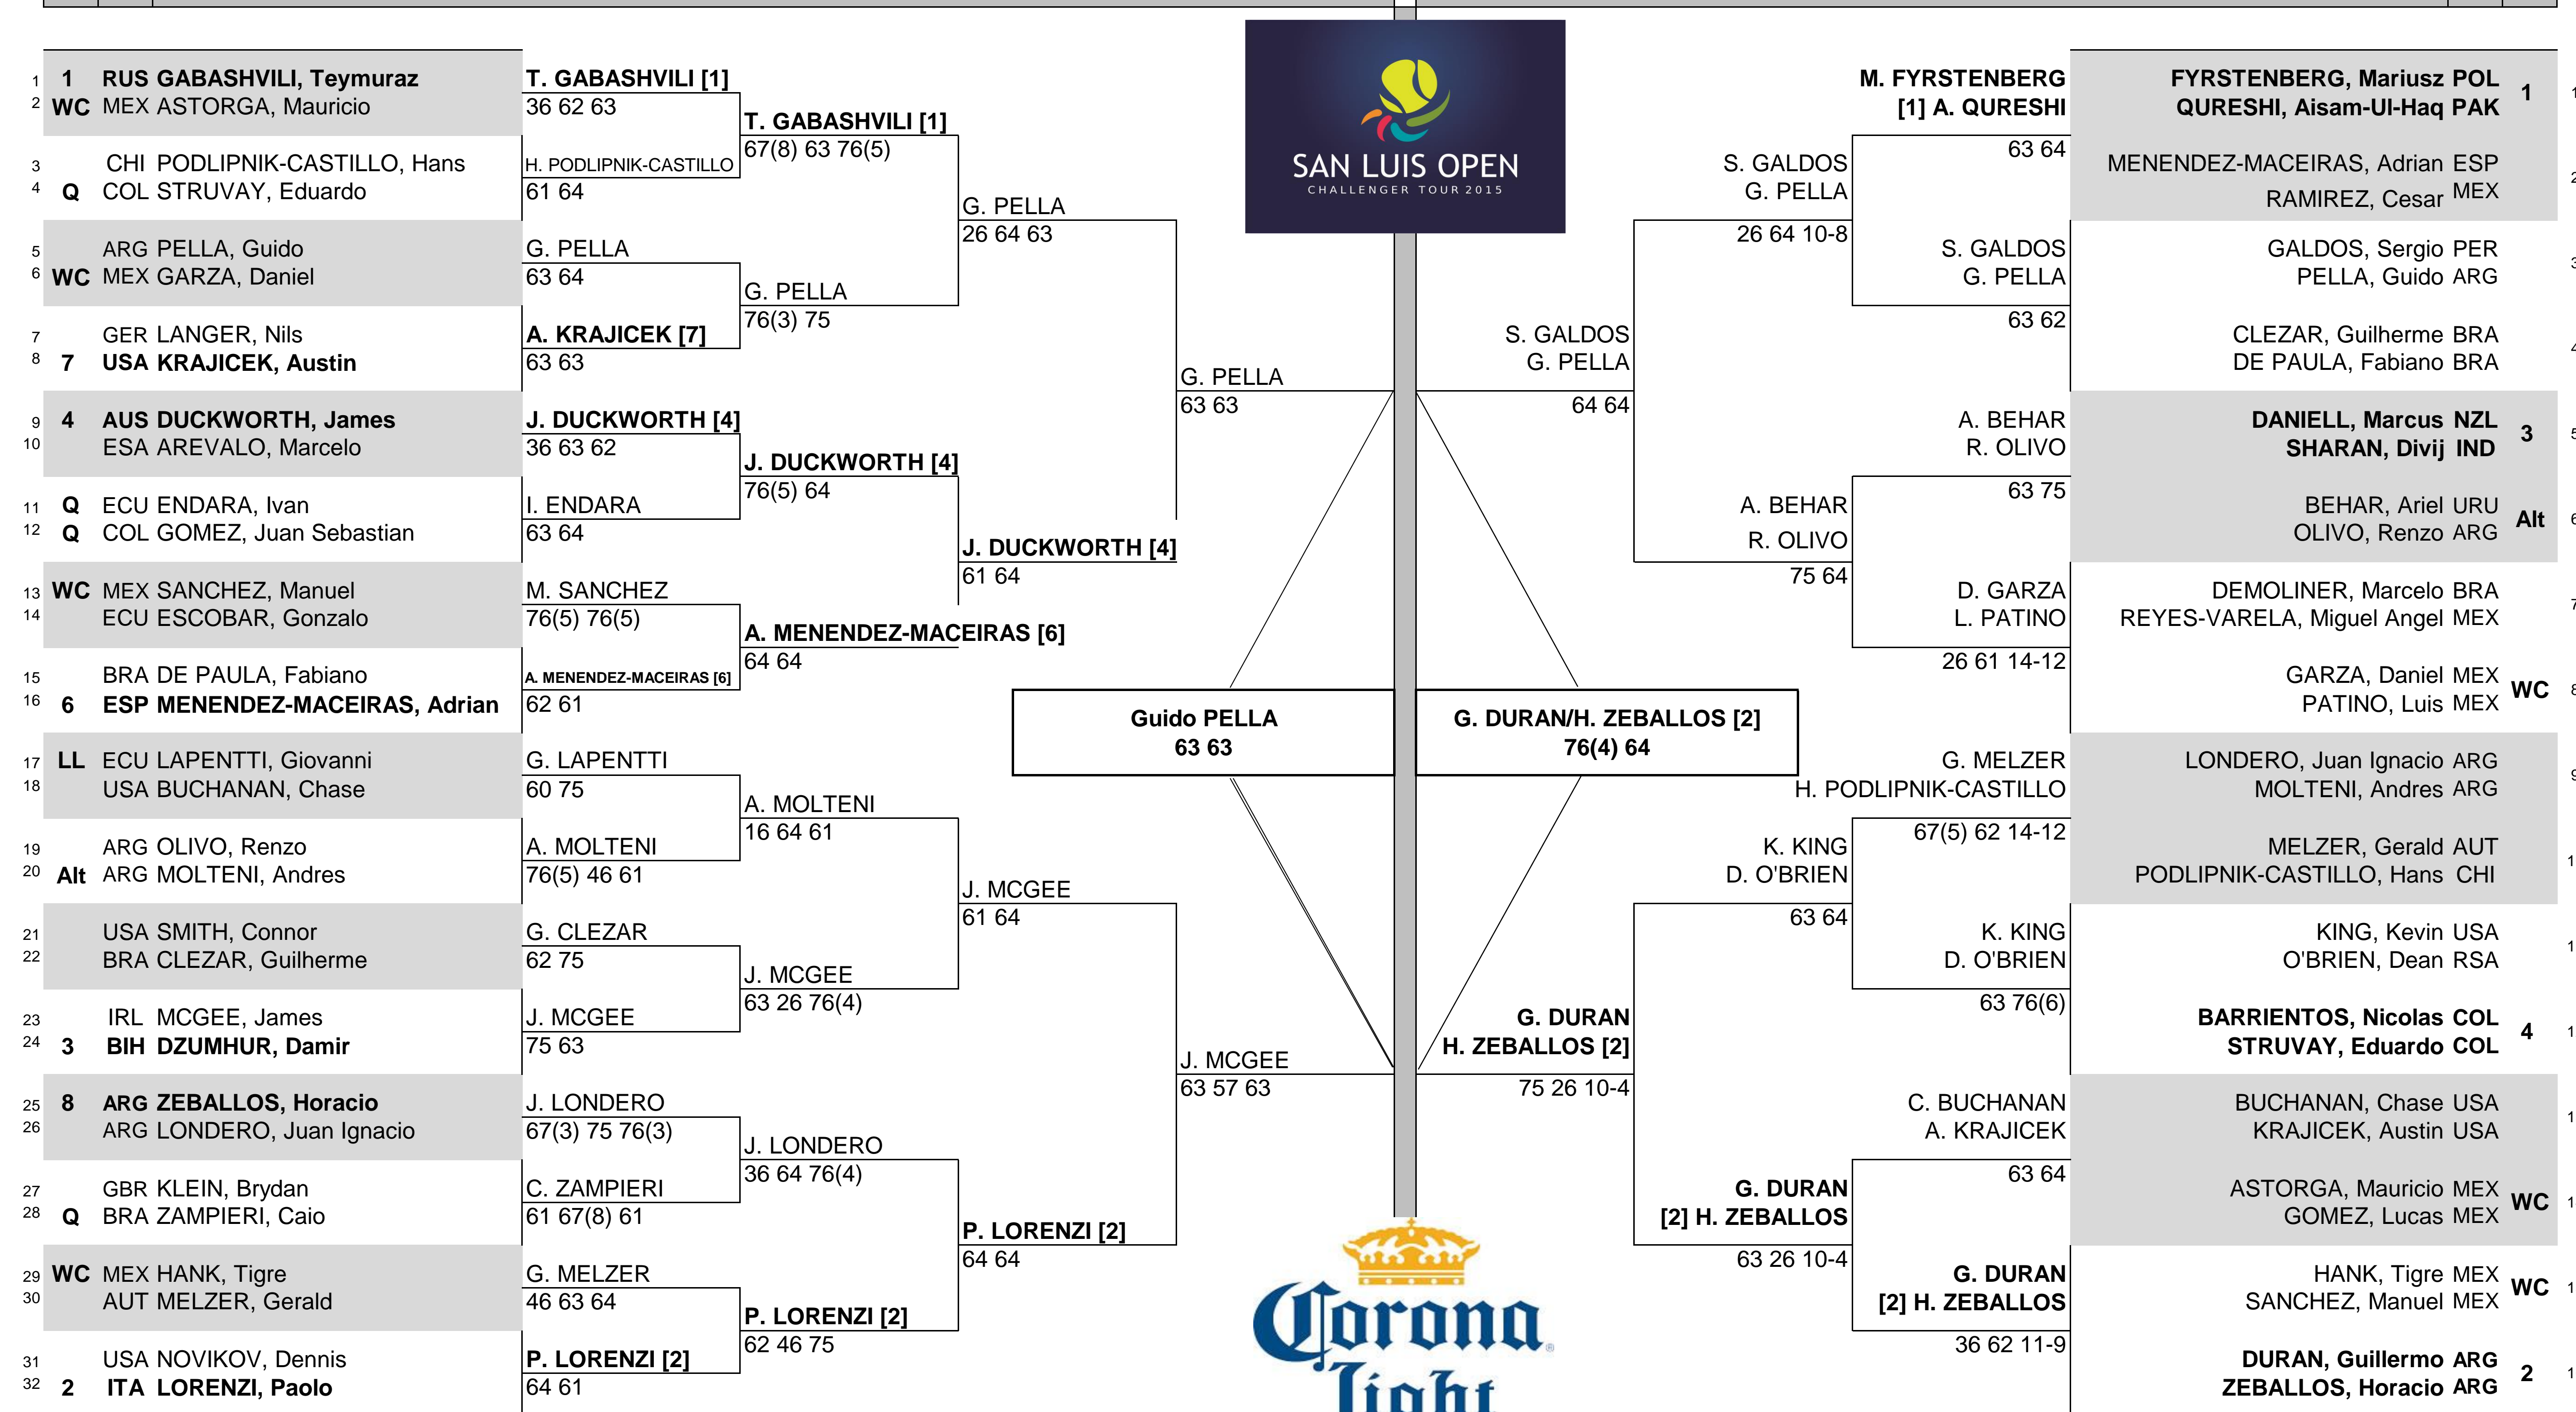 SAN LUIS OPEN
CHALLENGER TOUR 2015
1 1 RUS GABASHVILI, Teymuraz
2 WC MEX ASTORGA, Mauricio
3 CHI PODLIPNIK-CASTILLO, Hans
4 Q COL STRUVAY, Eduardo
5 ARG PELLA, Guido
6 WC MEX GARZA, Daniel
7 GER LANGER, Nils
8 7 USA KRAJICEK, Austin
9 4 AUS DUCKWORTH, James
10 ESA AREVALO, Marcelo
11 Q ECU ENDARA, Ivan
12 Q COL GOMEZ, Juan Sebastian
13 WC MEX SANCHEZ, Manuel
14 ECU ESCOBAR, Gonzalo
15 BRA DE PAULA, Fabiano
16 6 ESP MENENDEZ-MACEIRAS, Adrian
17 LL ECU LAPENTTI, Giovanni
18 USA BUCHANAN, Chase
19 ARG OLIVO, Renzo
20 Alt ARG MOLTENI, Andres
21 USA SMITH, Connor
22 BRA CLEZAR, Guilherme
23 IRL MCGEE, James
24 3 BIH DZUMHUR, Damir
25 8 ARG ZEBALLOS, Horacio
26 ARG LONDERO, Juan Ignacio
27 GBR KLEIN, Brydan
28 Q BRA ZAMPIERI, Caio
29 WC MEX HANK, Tigre
30 AUT MELZER, Gerald
31 USA NOVIKOV, Dennis
32 2 ITA LORENZI, Paolo
T. GABASHVILI [1]
36 62 63
H. PODLIPNIK-CASTILLO
61 64
G. PELLA
63 64
A. KRAJICEK [7]
63 63
J. DUCKWORTH [4]
36 63 62
I. ENDARA
63 64
M. SANCHEZ
76(5) 76(5)
A. MENENDEZ-MACEIRAS [6]
62 61
G. LAPENTTI
60 75
A. MOLTENI
76(5) 46 61
G. CLEZAR
62 75
J. MCGEE
75 63
J. LONDERO
67(3) 75 76(3)
C. ZAMPIERI
61 67(8) 61
G. MELZER
46 63 64
P. LORENZI [2]
64 61
T. GABASHVILI [1]
67(8) 63 76(5)
G. PELLA
76(3) 75
J. DUCKWORTH [4]
76(5) 64
A. MENENDEZ-MACEIRAS [6]
64 64
A. MOLTENI
16 64 61
J. MCGEE
63 26 76(4)
J. LONDERO
36 64 76(4)
P. LORENZI [2]
62 46 75
G. PELLA
26 64 63
J. DUCKWORTH [4]
61 64
J. MCGEE
61 64
P. LORENZI [2]
64 64
G. PELLA
63 63
J. MCGEE
63 57 63
Guido PELLA
63 63
G. DURAN/H. ZEBALLOS [2]
76(4) 64
S. GALDOS
G. PELLA
64 64
G. DURAN
H. ZEBALLOS [2]
75 26 10-4
S. GALDOS
G. PELLA
26 64 10-8
A. BEHAR
R. OLIVO
75 64
K. KING
D. O'BRIEN
63 64
G. DURAN
[2] H. ZEBALLOS
63 26 10-4
M. FYRSTENBERG
[1] A. QURESHI
63 64
S. GALDOS
G. PELLA
63 62
A. BEHAR
R. OLIVO
63 75
D. GARZA
L. PATINO
26 61 14-12
G. MELZER
H. PODLIPNIK-CASTILLO
67(5) 62 14-12
K. KING
D. O'BRIEN
63 76(6)
C. BUCHANAN
A. KRAJICEK
63 64
G. DURAN
[2] H. ZEBALLOS
36 62 11-9
FYRSTENBERG, Mariusz POL
QURESHI, Aisam-Ul-Haq PAK 1
MENENDEZ-MACEIRAS, Adrian ESP
RAMIREZ, Cesar MEX
GALDOS, Sergio PER
PELLA, Guido ARG
CLEZAR, Guilherme BRA
DE PAULA, Fabiano BRA
DANIELL, Marcus NZL
SHARAN, Divij IND 3
BEHAR, Ariel URU
OLIVO, Renzo ARG Alt
DEMOLINER, Marcelo BRA
REYES-VARELA, Miguel Angel MEX
GARZA, Daniel MEX
PATINO, Luis MEX WC
LONDERO, Juan Ignacio ARG
MOLTENI, Andres ARG
MELZER, Gerald AUT
PODLIPNIK-CASTILLO, Hans CHI
KING, Kevin USA
O'BRIEN, Dean RSA
BARRIENTOS, Nicolas COL
STRUVAY, Eduardo COL 4
BUCHANAN, Chase USA
KRAJICEK, Austin USA
ASTORGA, Mauricio MEX
GOMEZ, Lucas MEX WC
HANK, Tigre MEX
SANCHEZ, Manuel MEX WC
DURAN, Guillermo ARG
ZEBALLOS, Horacio ARG 2
Corona
Light